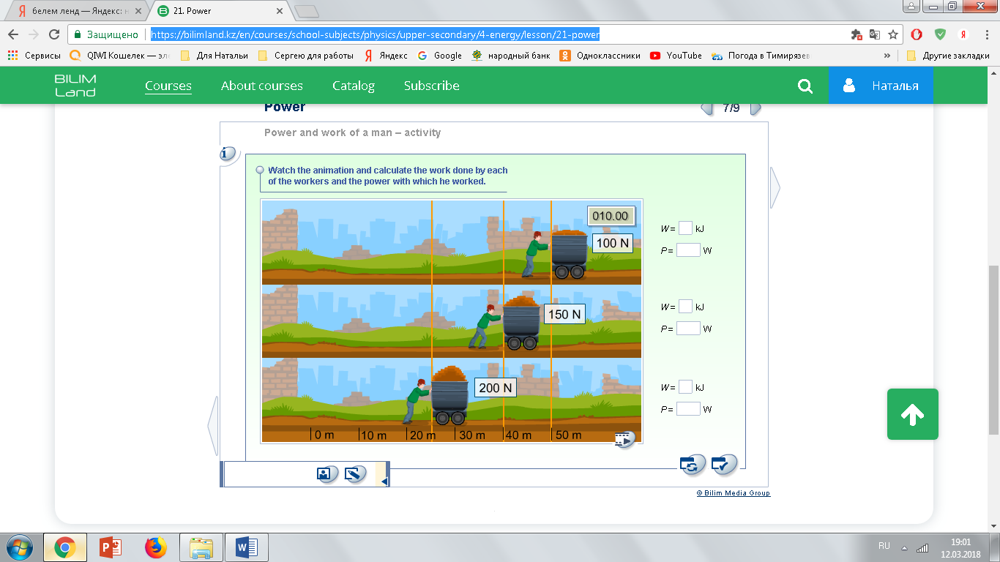 белем ленд — Яндекс: н
21. Power
Защищено
https://bilimland.kz/en/courses/school-subjects/physics/upper-secondary/4-energy/lesson/21-power
Сервисы
QIWI Кошелек — эле
Для Натальи
Сергею для работы
Яндекс
Google
народный банк
Одноклассники
YouTube
Погода в Тимирязев
»
Другие закладки
BILIM
Land
Courses
About courses
Catalog
Subscribe
Наталья
Power
7/9
Power and work of a man – activity
Watch the animation and calculate the work done by each
of the workers and the power with which he worked.
010.00
100 N
W = kJ
P = W
150 N
W = kJ
P = W
200 N
W = kJ
P = W
0 m 10 m 20 m 30 m 40 m 50 m
© Bilim Media Group
RU
19:01
12.03.2018